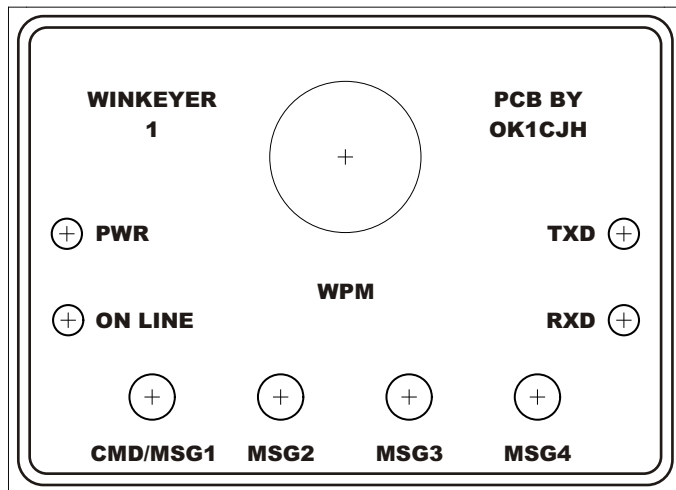 WINKEYER
1
PCB BY
OK1CJH
PWR
TXD
WPM
ON LINE
RXD
CMD/MSG1
MSG2
MSG3
MSG4